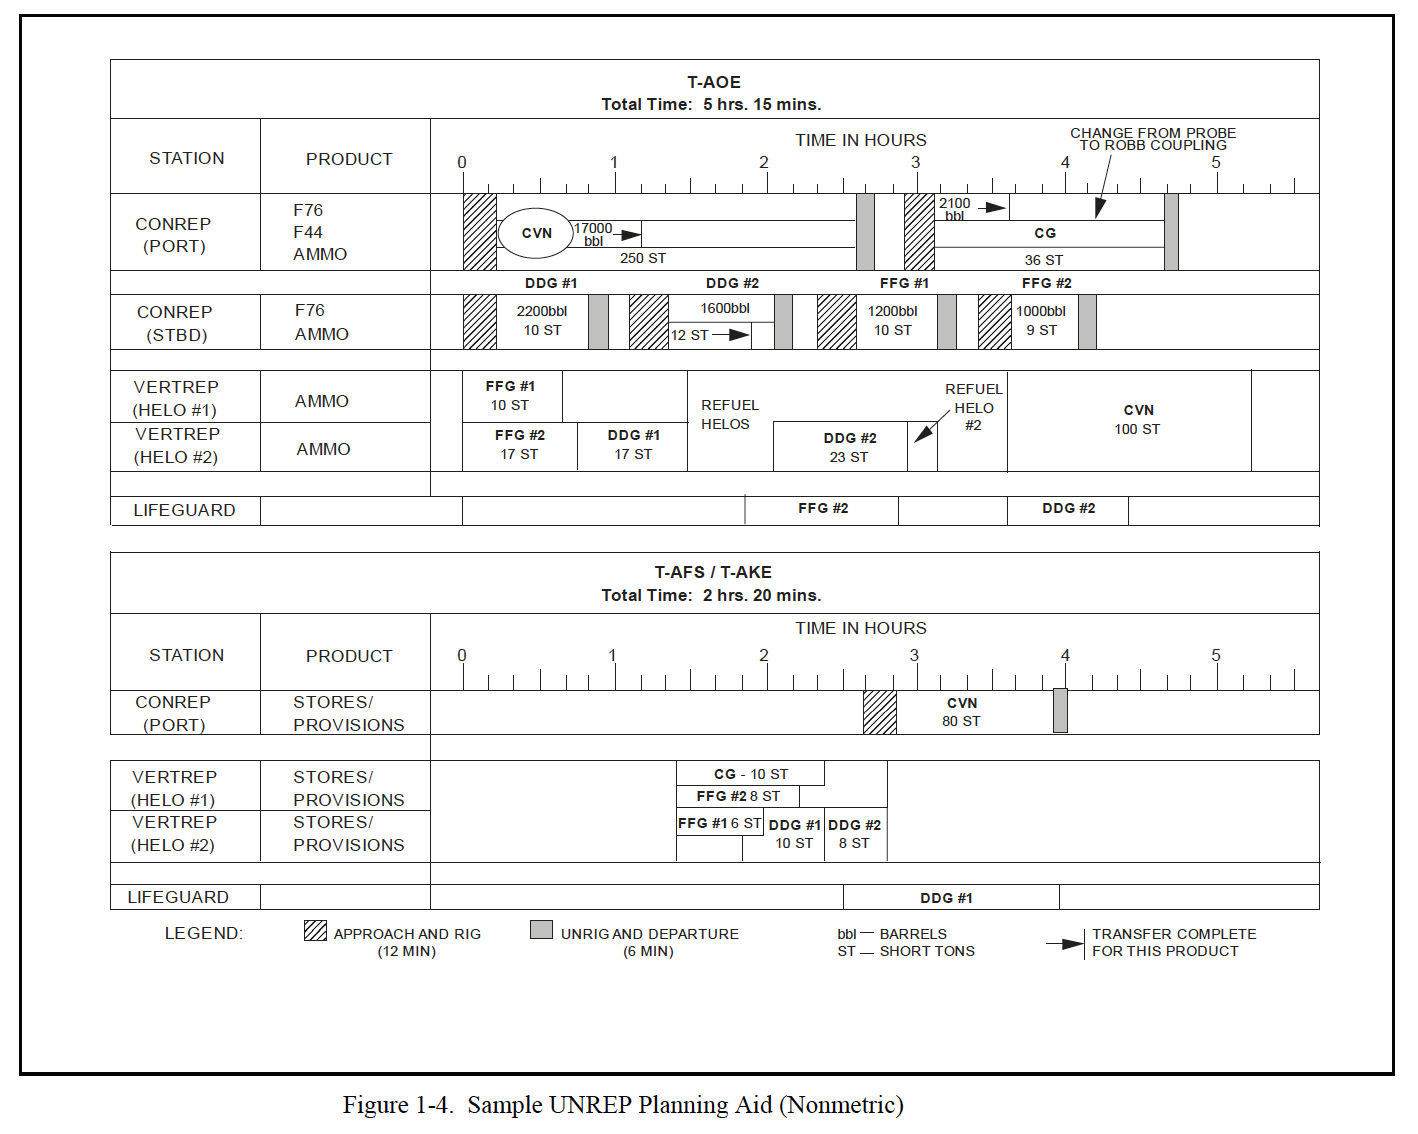 T-AOE
Total Time: 5 hrs. 15 mins.
STATION
PRODUCT
TIME IN HOURS
CHANGE FROM PROBE
TO ROBB COUPLING
0 1 2 3 4 5
CONREP
(PORT)
F76
F44
AMMO
CVN
17000
bbl
250 ST
2100
bbl
CG
36 ST
DDG #1
DDG #2
FFG #1
FFG #2
CONREP
(STBD)
F76
AMMO
2200bbl
10 ST
1600bbl
12 ST
1200bbl
10 ST
1000bbl
9 ST
VERTREP
(HELO #1)
AMMO
FFG #1
10 ST
REFUEL
HELOS
REFUEL
HELO
#2
CVN
100 ST
VERTREP
(HELO #2)
AMMO
FFG #2
17 ST
DDG #1
17 ST
DDG #2
23 ST
LIFEGUARD
FFG #2
DDG #2
T-AFS / T-AKE
Total Time: 2 hrs. 20 mins.
STATION
PRODUCT
TIME IN HOURS
0 1 2 3 4 5
CONREP
(PORT)
STORES/
PROVISIONS
CVN
80 ST
VERTREP
(HELO #1)
STORES/
PROVISIONS
CG - 10 ST
FFG #2 8 ST
VERTREP
(HELO #2)
STORES/
PROVISIONS
FFG #1 6 ST
DDG #1
10 ST
DDG #2
8 ST
LIFEGUARD
DDG #1
LEGEND:
APPROACH AND RIG
(12 MIN)
UNRIG AND DEPARTURE
(6 MIN)
bbl — BARRELS
ST — SHORT TONS
TRANSFER COMPLETE
FOR THIS PRODUCT
Figure 1-4. Sample UNREP Planning Aid (Nonmetric)